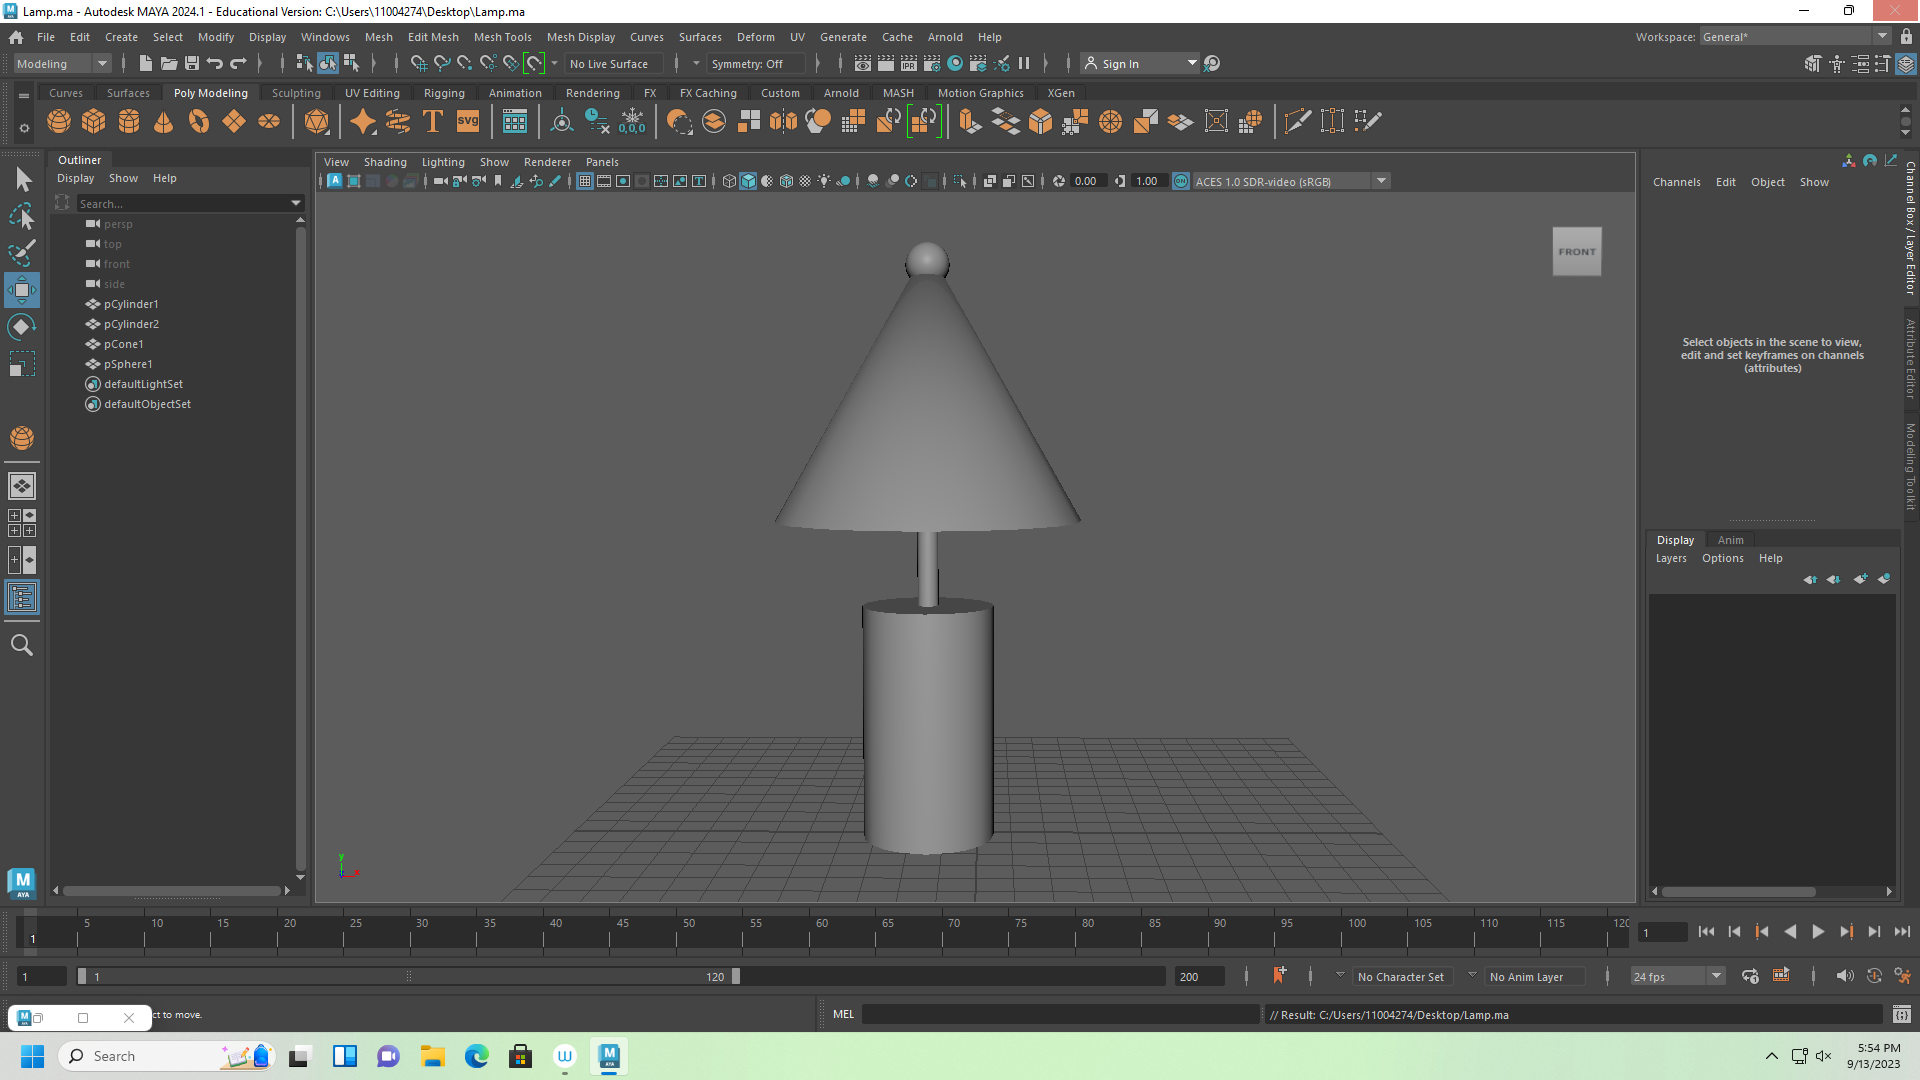 Lamp.ma - Autodesk MAYA 2024.1 - Educational Version: C:\Users\11004274\Desktop\Lamp.ma
File Edit Create Select Modify Display Windows Mesh Edit Mesh Mesh Tools Mesh Display Curves Surfaces Deform UV Generate Cache Arnold Help
Workspace: General*
Modeling
No Live Surface
Symmetry: Off
IPR
Sign In
Curves Surfaces Poly Modeling Sculpting UV Editing Rigging Animation Rendering FX FX Caching Custom Arnold MASH Motion Graphics XGen
T
svg
0,0,0
Outliner
Display Show Help
Search...
persp
top
front
side
pCylinder1
pCylinder2
pCone1
pSphere1
defaultLightSet
defaultObjectSet
View Shading Lighting Show Renderer Panels
A
T
0.00
1.00
ON
ACES 1.0 SDR-video (sRGB)
FRONT
y
Channels Edit Object Show
Select objects in the scene to view,
edit and set keyframes on channels
(attributes)
Channel Box / Layer Editor
Attribute Editor
Modeling Toolkit
Display Anim
Layers Options Help
M
AYA
1
5 10 15 20 25 30 35 40 45 50 55 60 65 70 75 80 85 90 95 100 105 110 115 120
1
1
1
120
200
No Character Set
No Anim Layer
24 fps
ct to move.
MEL
// Result: C:/Users/11004274/Desktop/Lamp.ma
Search
M
AYA
5:54 PM
9/13/2023